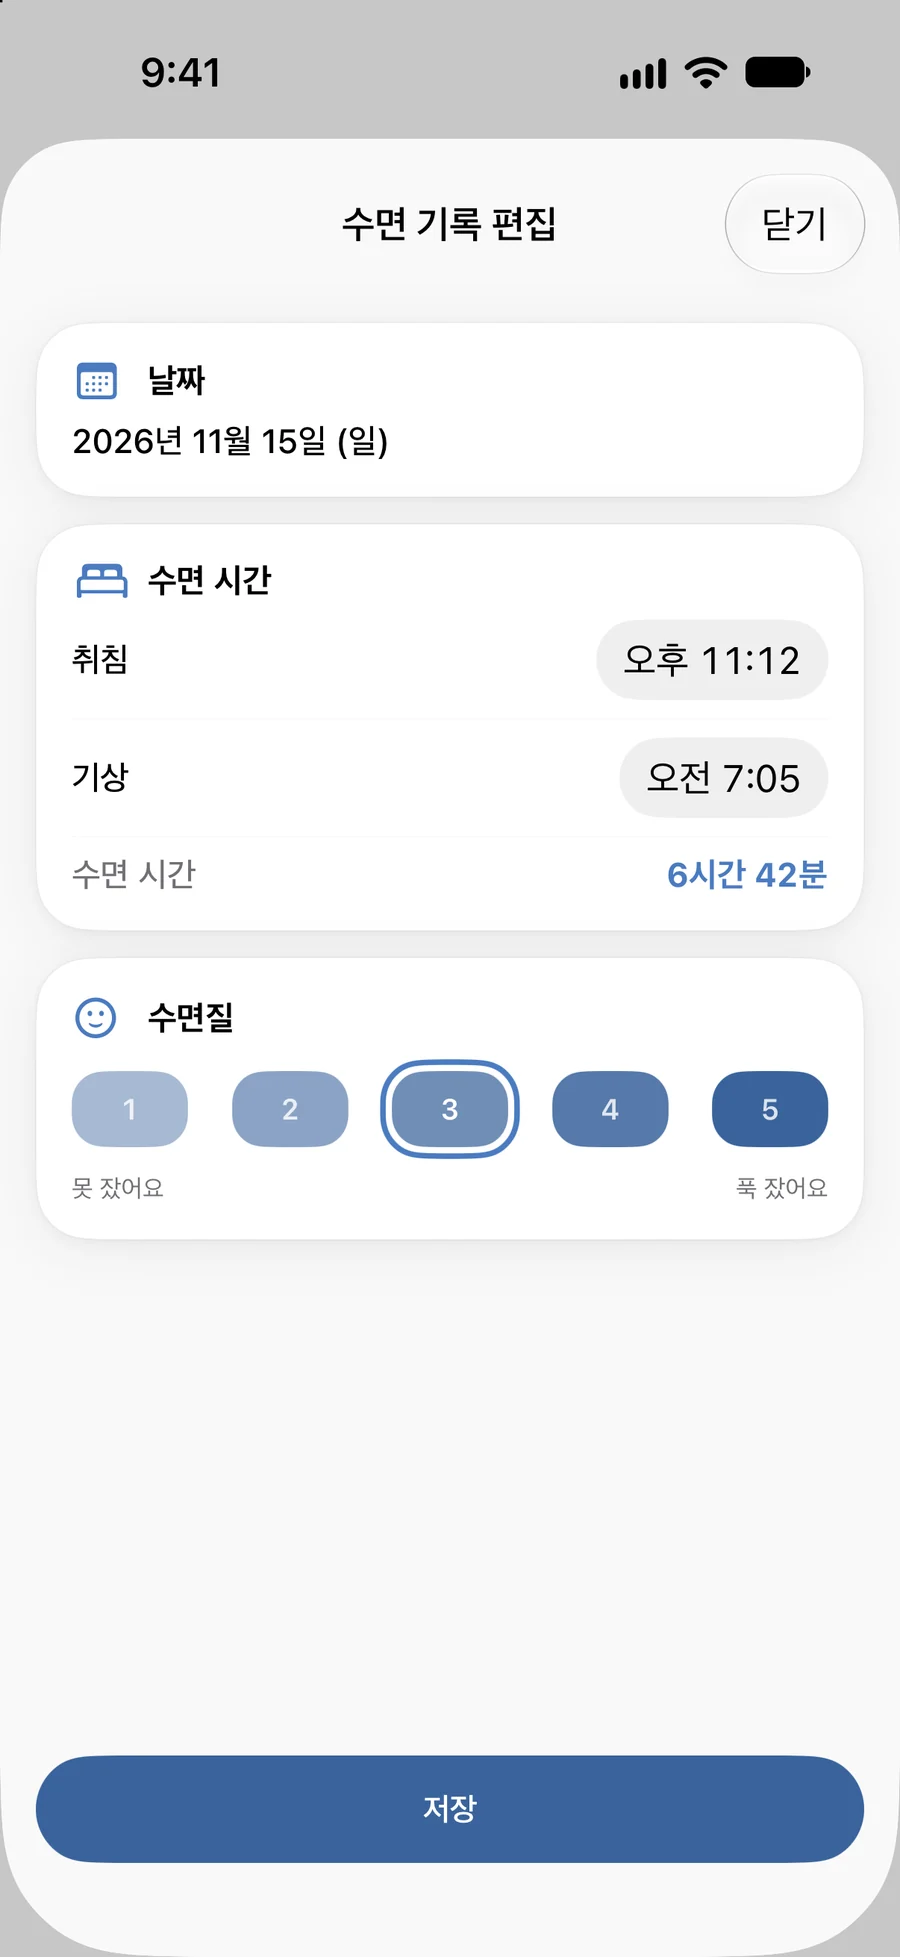 9:41
수면 기록 편집
닫기
날짜
2026년 11월 15일 (일)
수면 시간
취침 오후 11:12
기상 오전 7:05
수면 시간 6시간 42분
수면질
1 2 3 4 5
못 잤어요 푹 잤어요
저장